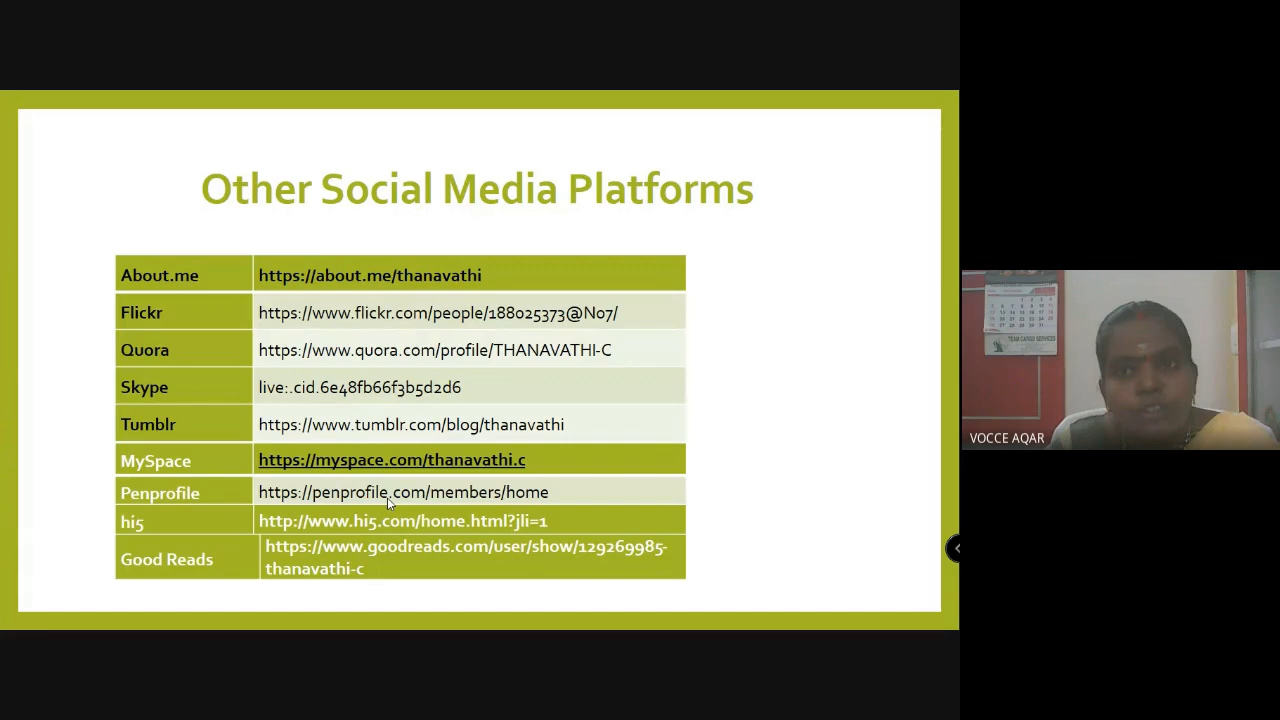 Other Social Media Platforms
About.me https://about.me/thanavathi
Flickr https://www.flickr.com/people/188025373@N07/
Quora https://www.quora.com/profile/THANAVATHI-C
Skype live:.cid.6e48fb66f3b5d2d6
Tumblr https://www.tumblr.com/blog/thanavathi
MySpace https://myspace.com/thanavathi.c
Penprofile https://penprofile.com/members/home
hi5 http://www.hi5.com/home.html?jli=1
Good Reads https://www.goodreads.com/user/show/129269985-
thanavathi-c
TEAM CARGO SERVICES
VOCCE AQAR